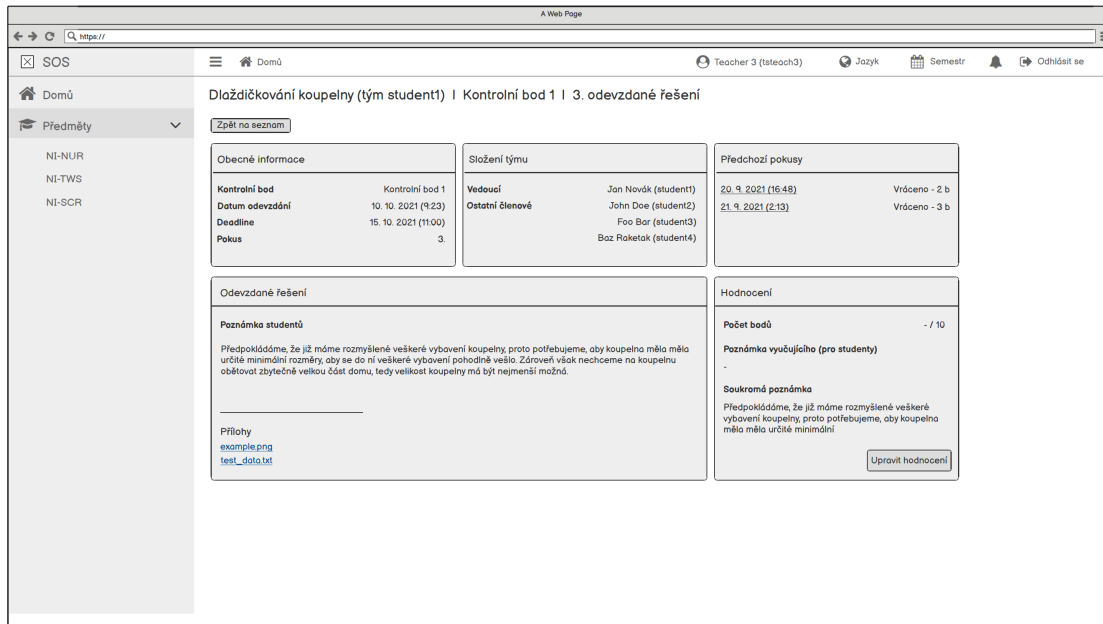 A Web Page
https://
SOS
Domů
Teacher 3 (tsteach3)
Jazyk
Semestr
Odhlásit se
Domů
Předměty
NI-NUR
NI-TWS
NI-SCR
Dlaždičkování koupelny (tým student1) I Kontrolní bod 1 I 3. odevzdané řešení
Zpět na seznam
Obecné informace
Kontrolní bod Kontrolní bod 1
Datum odevzdání 10. 10. 2021 (9:23)
Deadline 15. 10. 2021 (11:00)
Pokus 3.
Složení týmu
Vedoucí Jan Novák (student1)
Ostatní členové John Doe (student2)
Foo Bar (student3)
Baz Raketak (student4)
Předchozí pokusy
20. 9. 2021 (16:48) Vráceno - 2 b
21. 9. 2021 (2:13) Vráceno - 3 b
Odevzdané řešení
Poznámka studentů
Předpokládáme, že již máme rozmyšlené veškeré vybavení koupelny, proto potřebujeme, aby koupelna měla měla
určité minimální rozměry, aby se do ní veškeré vybavení pohodlně vešlo. Zároveň však nechceme na koupelnu
obětovat zbytečně velkou část domu, tedy velikost koupelny má být nejmenší možná.
Přílohy
example.png
test_data.txt
Hodnocení
Počet bodů - / 10
Poznámka vyučujícího (pro studenty)
-
Soukromá poznámka
Předpokládáme, že již máme rozmyšlené veškeré
vybavení koupelny, proto potřebujeme, aby koupelna
měla měla určité minimální
Upravit hodnocení